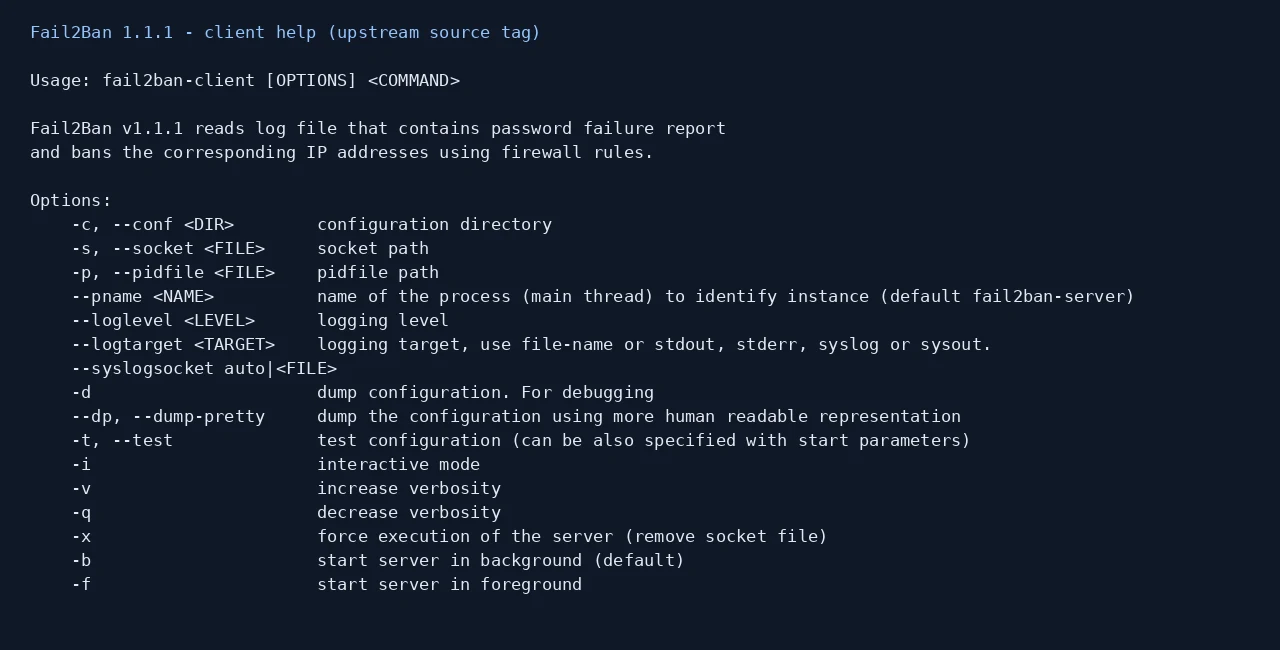 Fail2Ban 1.1.1 - client help (upstream source tag)
Usage: fail2ban-client [OPTIONS] <COMMAND>
Fail2Ban v1.1.1 reads log file that contains password failure report
and bans the corresponding IP addresses using firewall rules.
Options:
    -c, --conf <DIR>        configuration directory
    -s, --socket <FILE>     socket path
    -p, --pidfile <FILE>    pidfile path
    --pname <NAME>          name of the process (main thread) to identify instance (default fail2ban-server)
    --loglevel <LEVEL>      logging level
    --logtarget <TARGET>    logging target, use file-name or stdout, stderr, syslog or sysout.
    --syslogsocket auto|<FILE>
    -d                      dump configuration. For debugging
    --dp, --dump-pretty     dump the configuration using more human readable representation
    -t, --test              test configuration (can be also specified with start parameters)
    -i                      interactive mode
    -v                      increase verbosity
    -q                      decrease verbosity
    -x                      force execution of the server (remove socket file)
    -b                      start server in background (default)
    -f                      start server in foreground